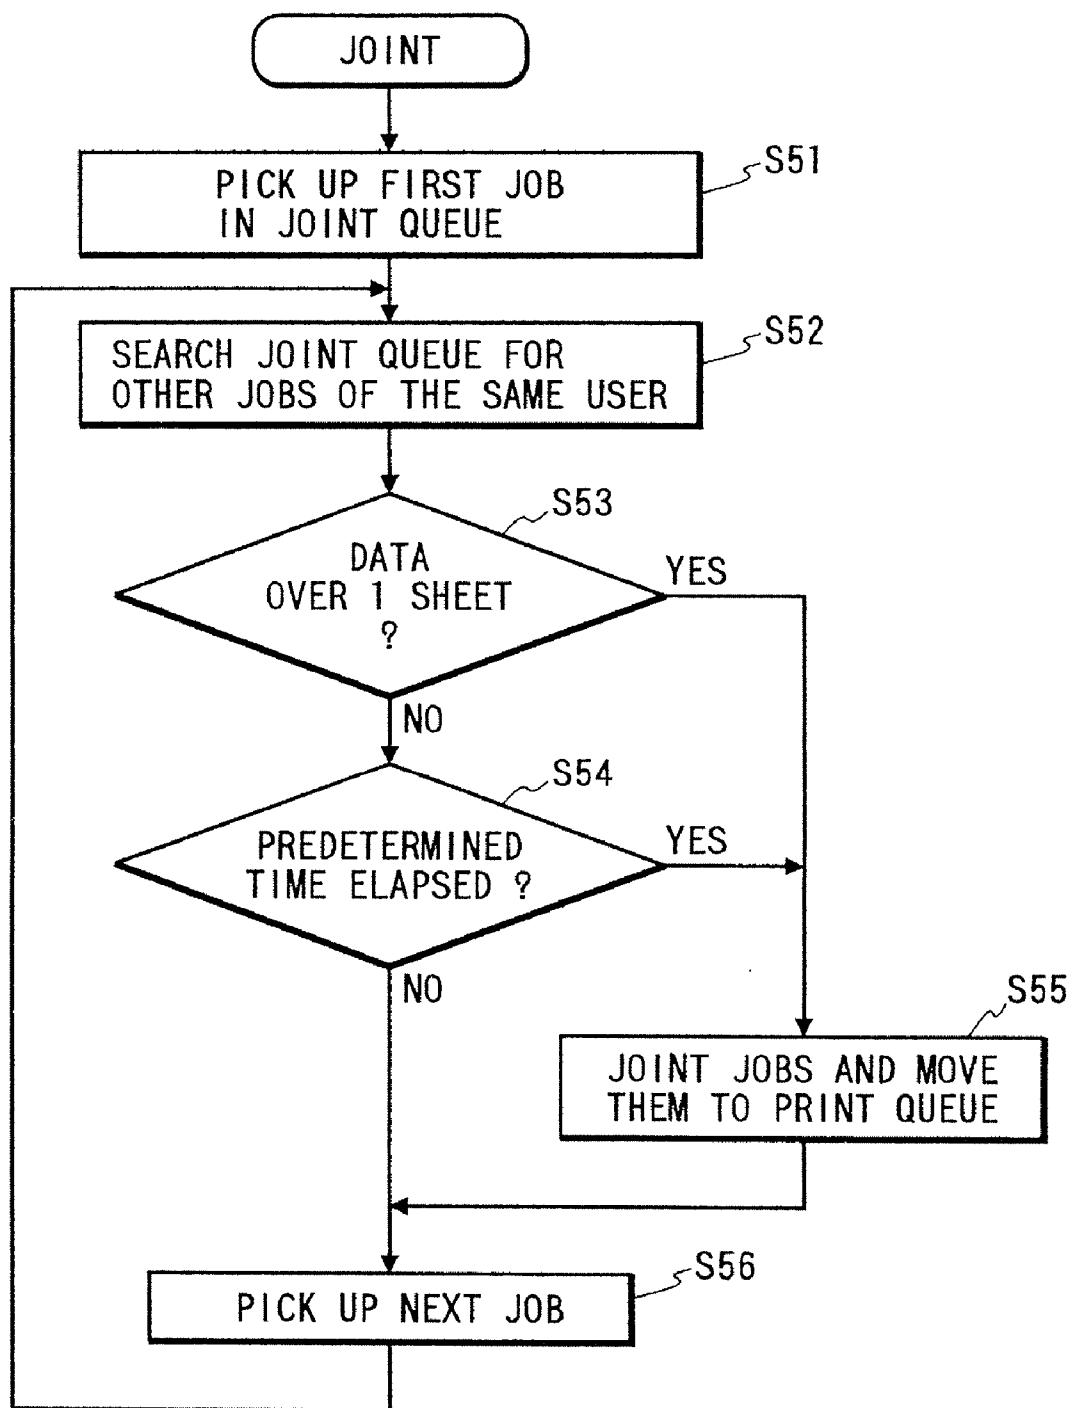 JOINT
S51
PICK UP FIRST JOB
IN JOINT QUEUE
S52
SEARCH JOINT QUEUE FOR
OTHER JOBS OF THE SAME USER
S53
DATA
OVER 1 SHEET
?
YES
NO
S54
PREDETERMINED
TIME ELAPSED ?
YES
NO
S55
JOINT JOBS AND MOVE
THEM TO PRINT QUEUE
S56
PICK UP NEXT JOB